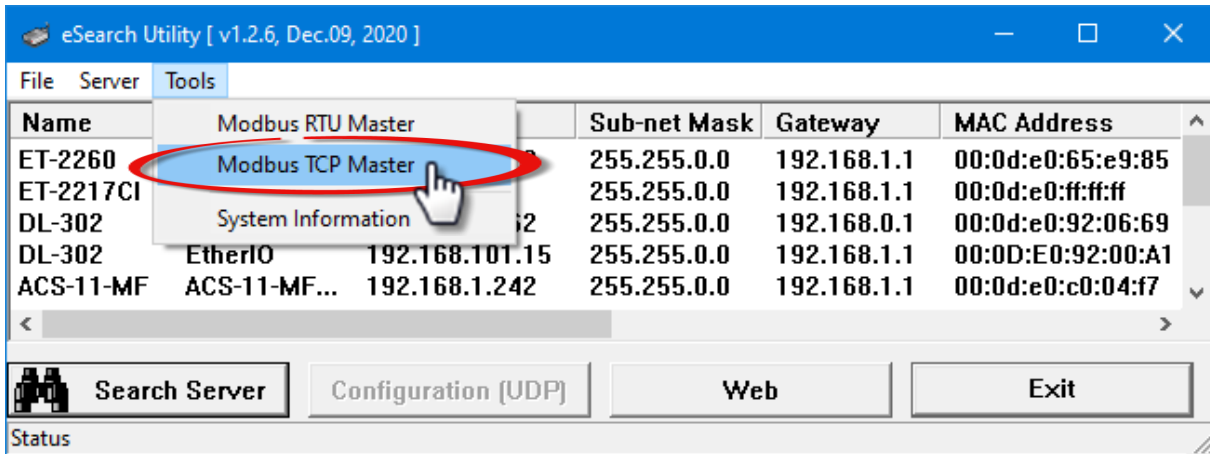 eSearch Utility [ v1.2.6, Dec.09, 2020 ]
File Server Tools
Name Sub-net Mask Gateway MAC Address
Modbus RTU Master
ET-2260 255.255.0.0 192.168.1.1 00:0d:e0:65:e9:85
Modbus TCP Master
ET-2217CI 255.255.0.0 192.168.1.1 00:0d:e0:ff:ff:ff
System Information
DL-302 62 255.255.0.0 192.168.0.1 00:0d:e0:92:06:69
DL-302 EtherIO 192.168.101.15 255.255.0.0 192.168.1.1 00:0D:E0:92:00:A1
ACS-11-MF ACS-11-MF... 192.168.1.242 255.255.0.0 192.168.1.1 00:0d:e0:c0:04:f7
Search Server Configuration (UDP) Web Exit
Status